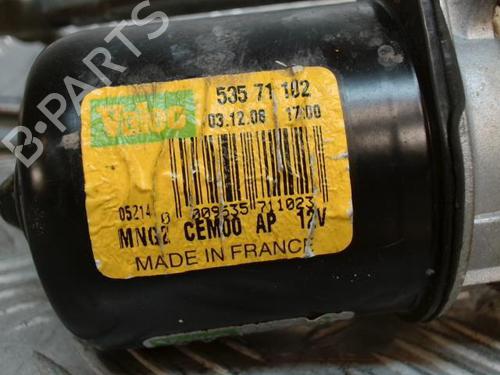 B-PARTS
Valeo
535 71 102
03.12.06 17:00
05214
009535 711023
MNG2 CEM00 AP 12V
MADE IN FRANCE